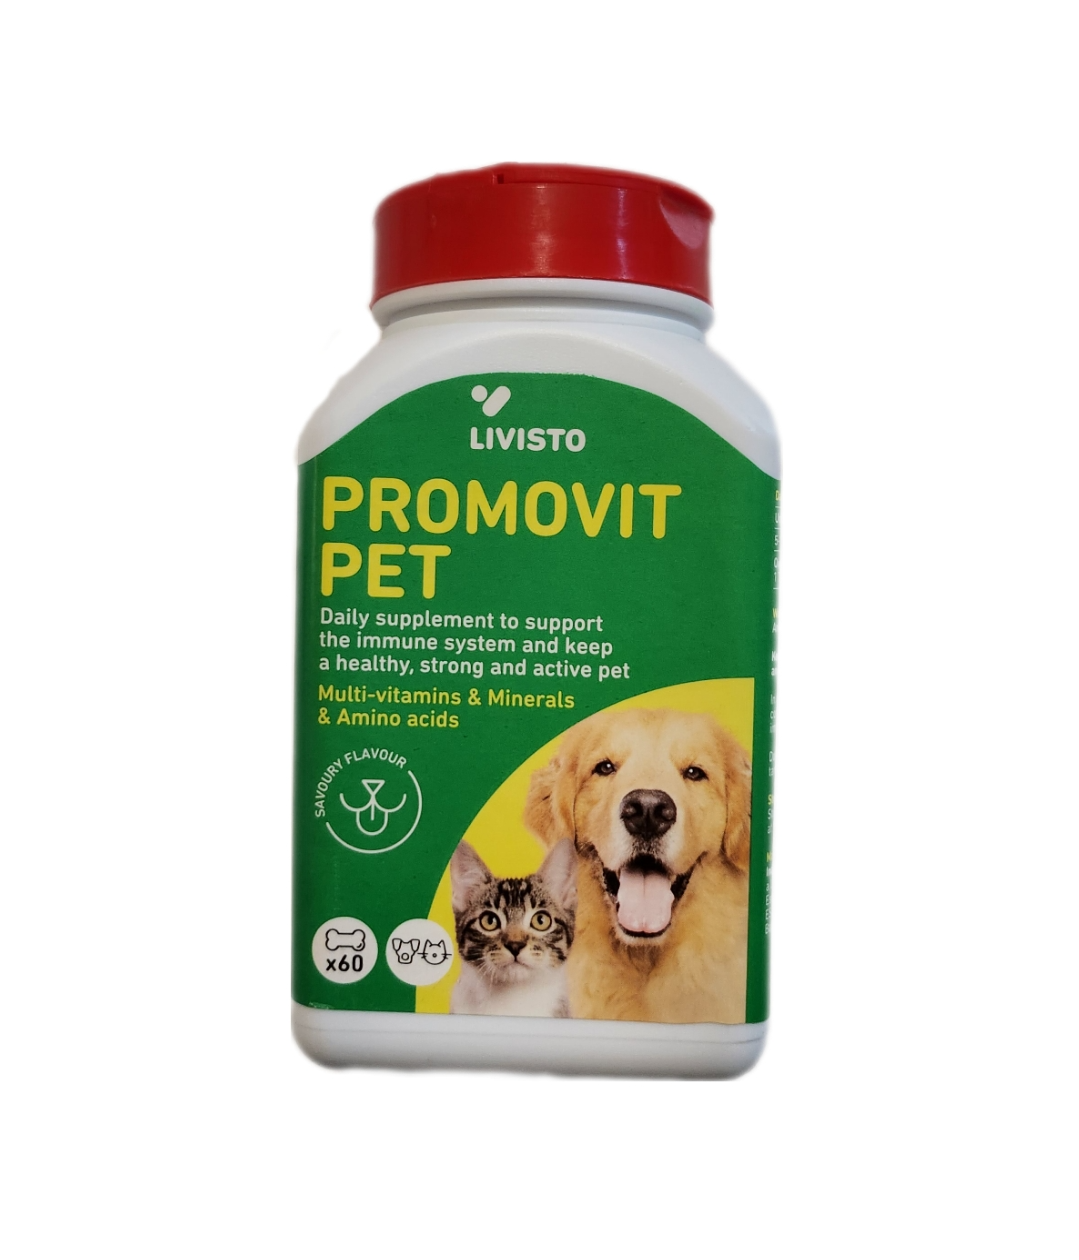 LIVISTO
PROMOVIT
PET
Daily supplement to support
the immune system and keep
a healthy, strong and active pet
Multi-vitamins & Minerals
& Amino acids
SAVOURY FLAVOUR
x60